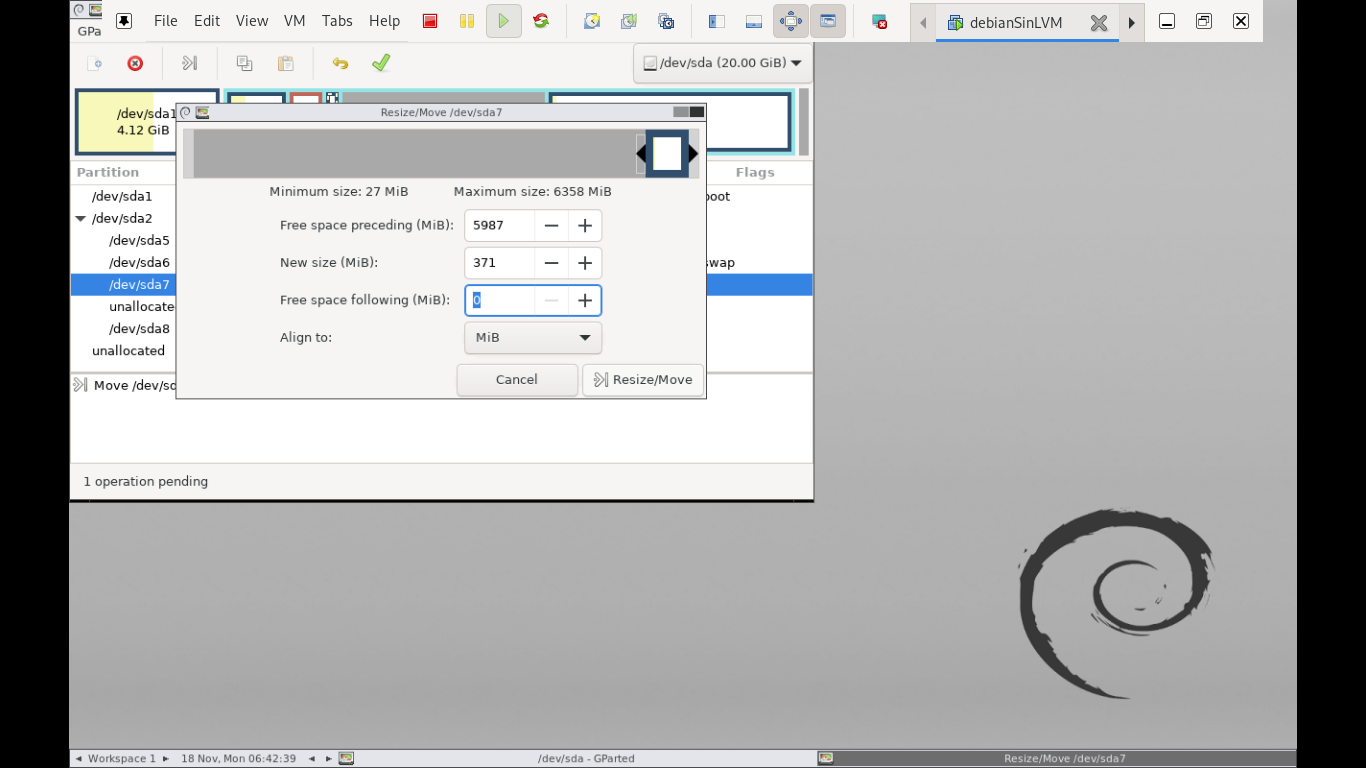 GPa
File Edit View VM Tabs Help
debianSinLVM
/dev/sda (20.00 GiB)
/dev/sda1
4.12 GiB
Resize/Move /dev/sda7
Minimum size: 27 MiB Maximum size: 6358 MiB
Free space preceding (MiB): 5987
New size (MiB): 371
Free space following (MiB): 0
Align to: MiB
Cancel Resize/Move
Partition Flags
/dev/sda1 boot
/dev/sda2
/dev/sda5
/dev/sda6 swap
/dev/sda7
unallocate
/dev/sda8
unallocated
Move /dev/sd
1 operation pending
Workspace 1 18 Nov, Mon 06:42:39 /dev/sda - GParted Resize/Move /dev/sda7